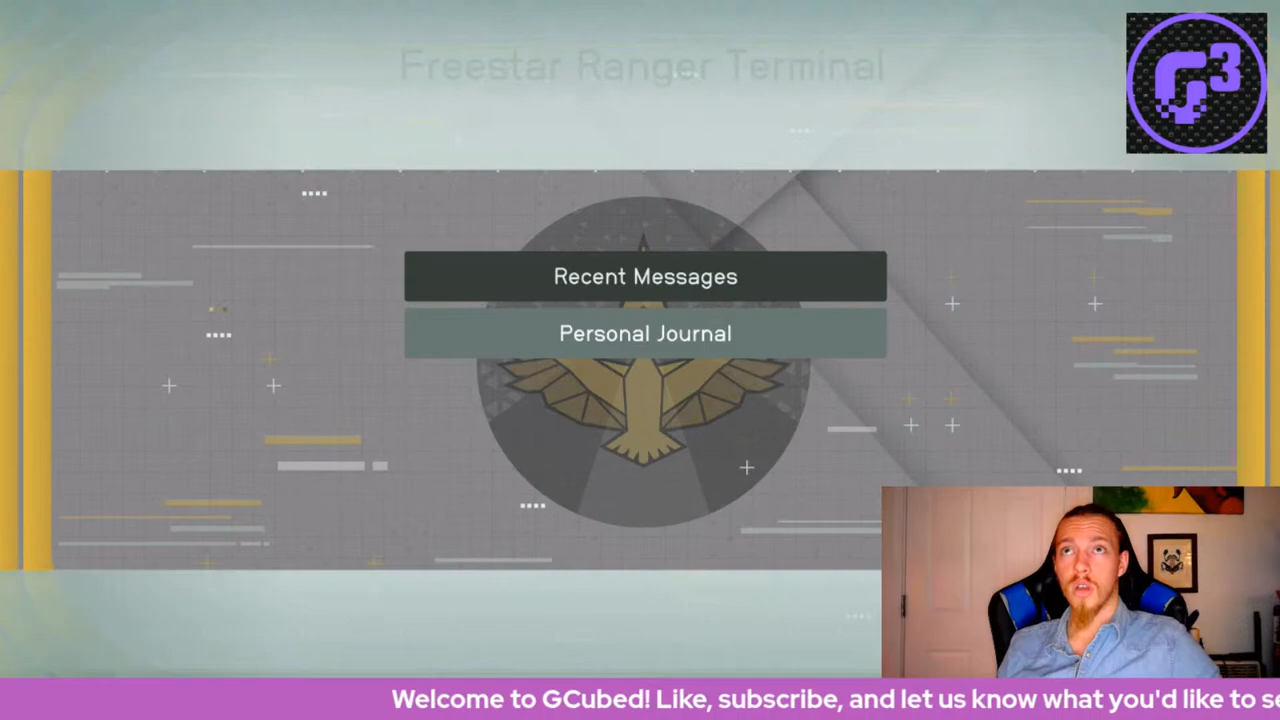 Freestar Ranger Terminal
G3
Recent Messages
Personal Journal
Welcome to GCubed! Like, subscribe, and let us know what you'd like to